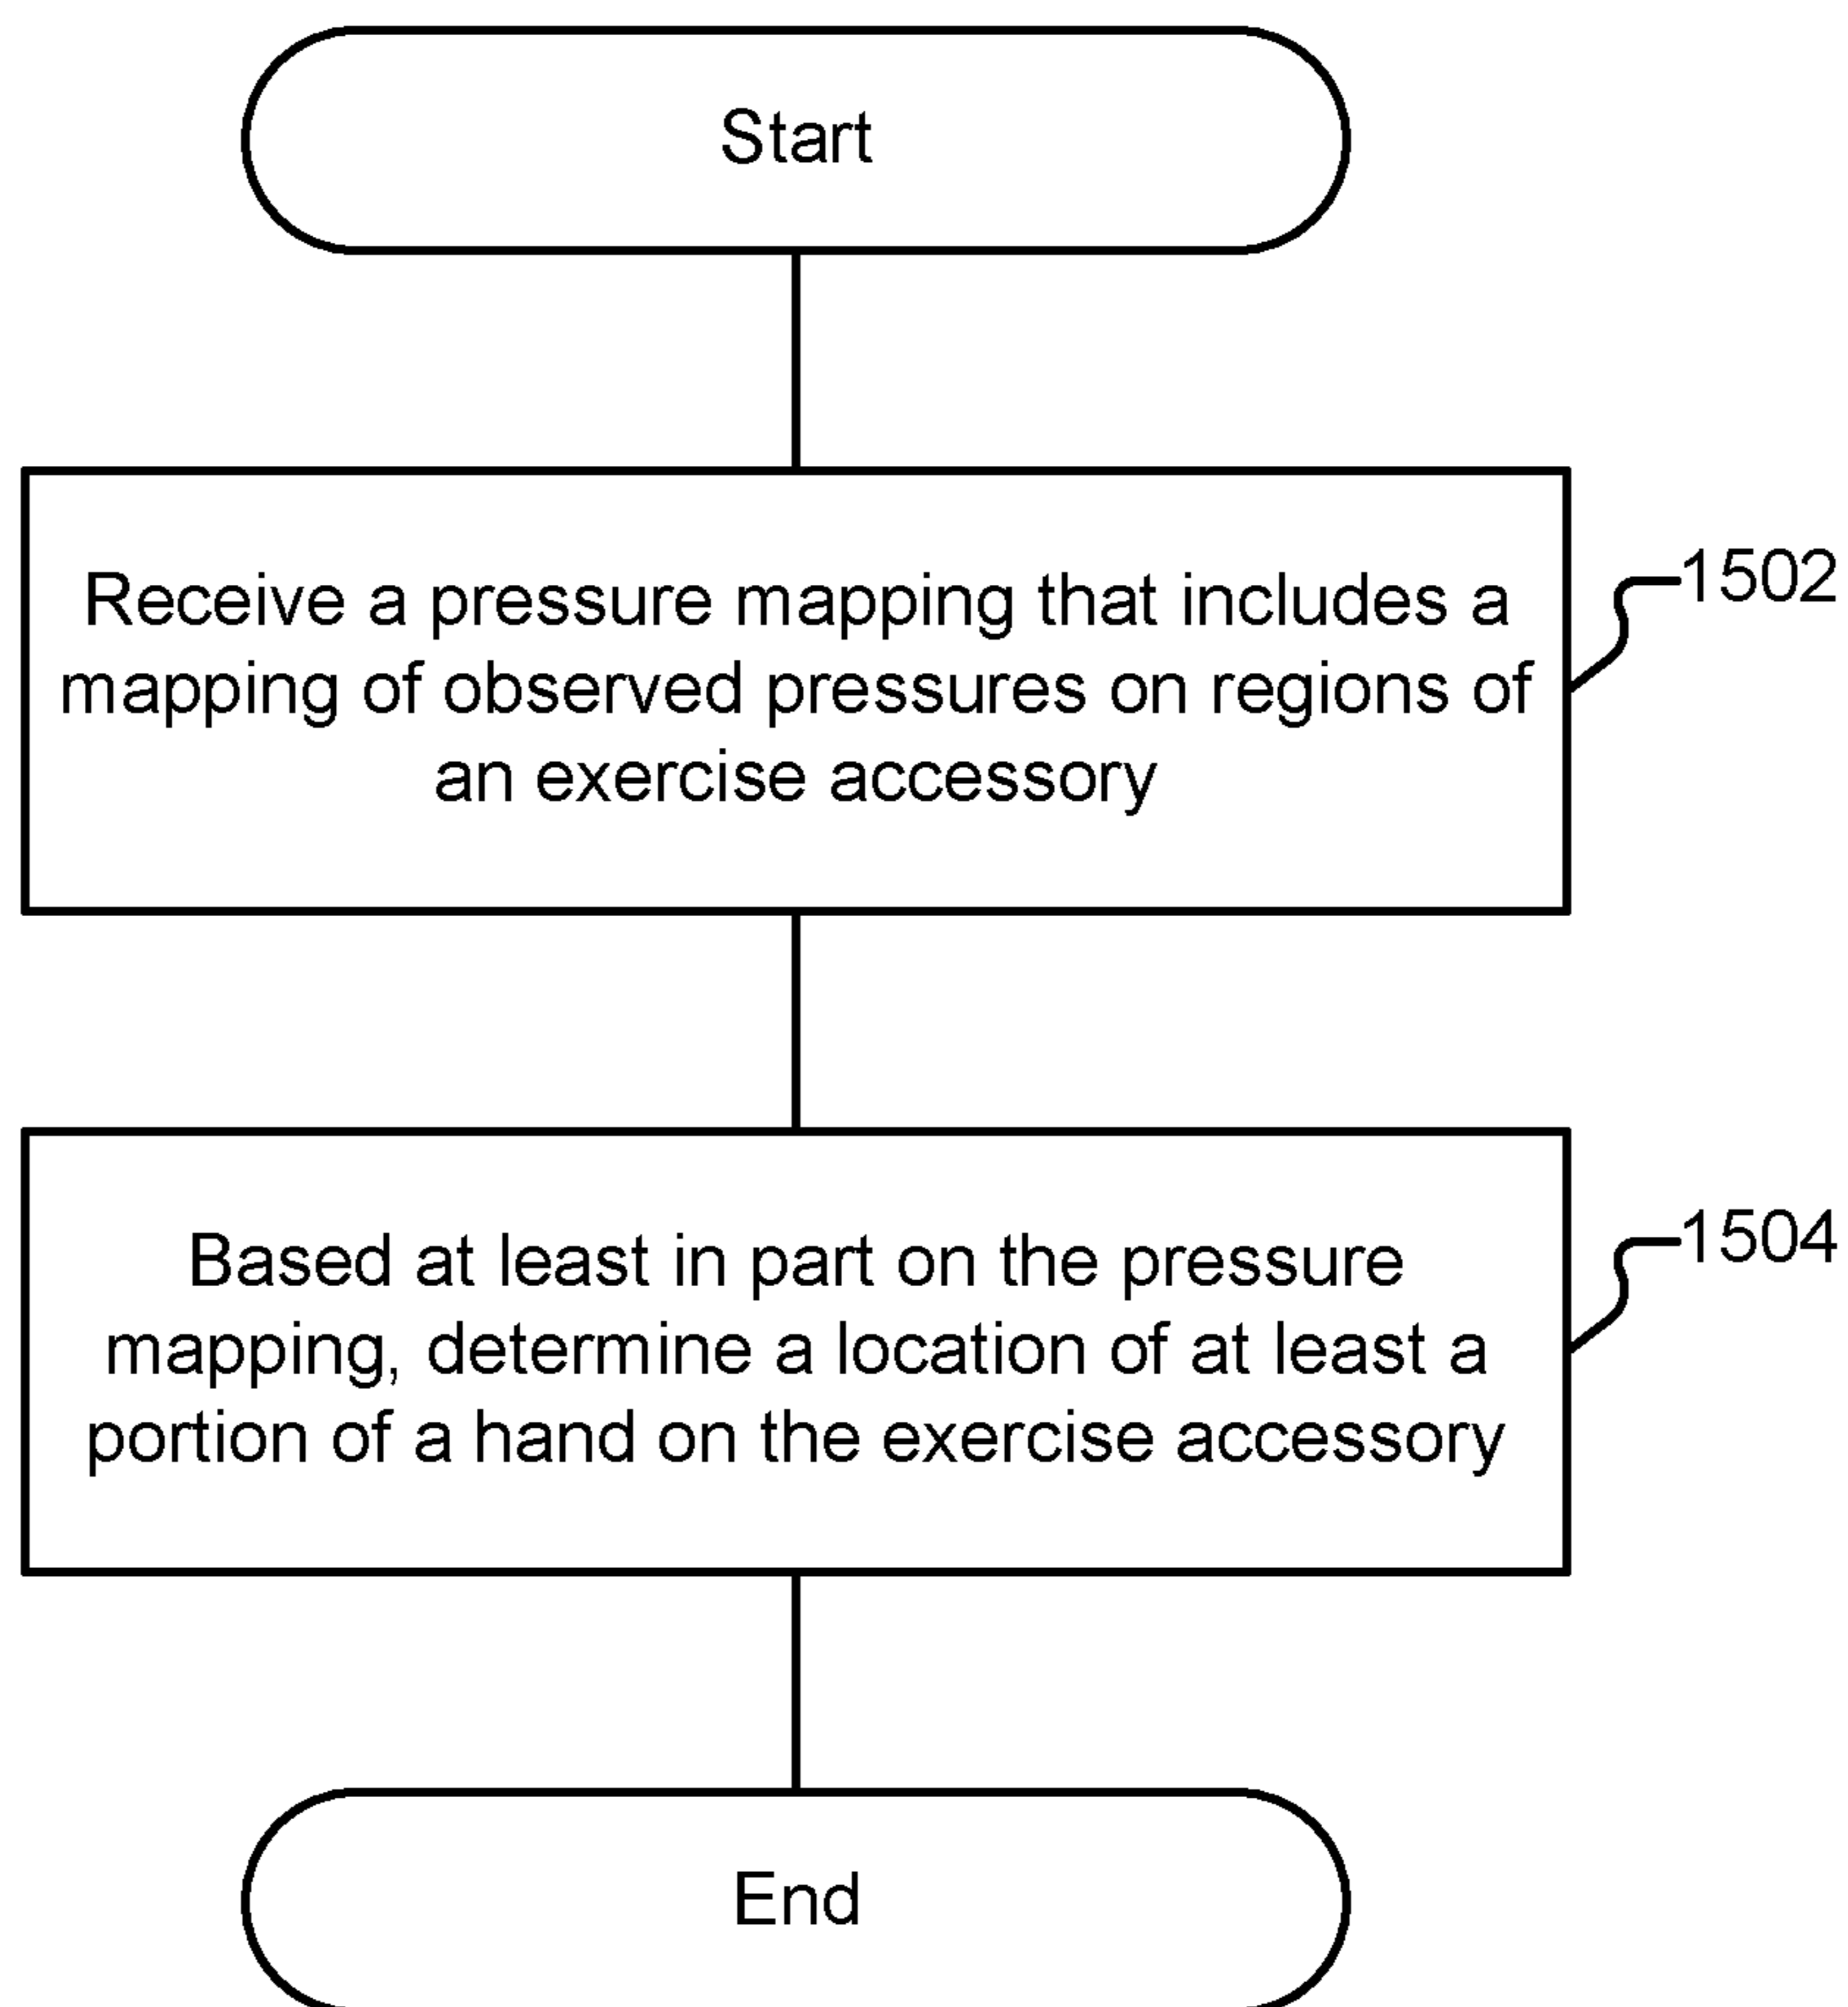 Start
Receive a pressure mapping that includes a
mapping of observed pressures on regions of
an exercise accessory
1502
Based at least in part on the pressure
mapping, determine a location of at least a
portion of a hand on the exercise accessory
1504
End